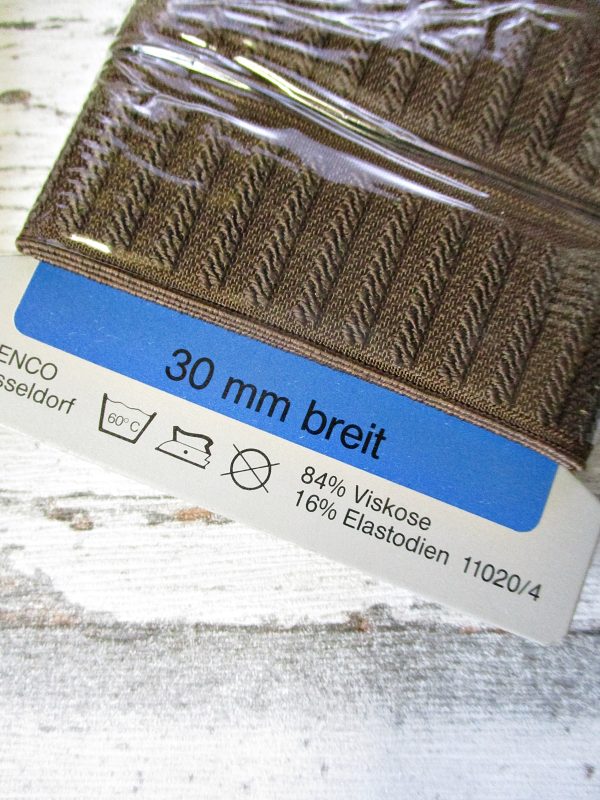 30 mm breit
ENCO
sseldorf
60°C
84% Viskose
16% Elastodien 11020/4